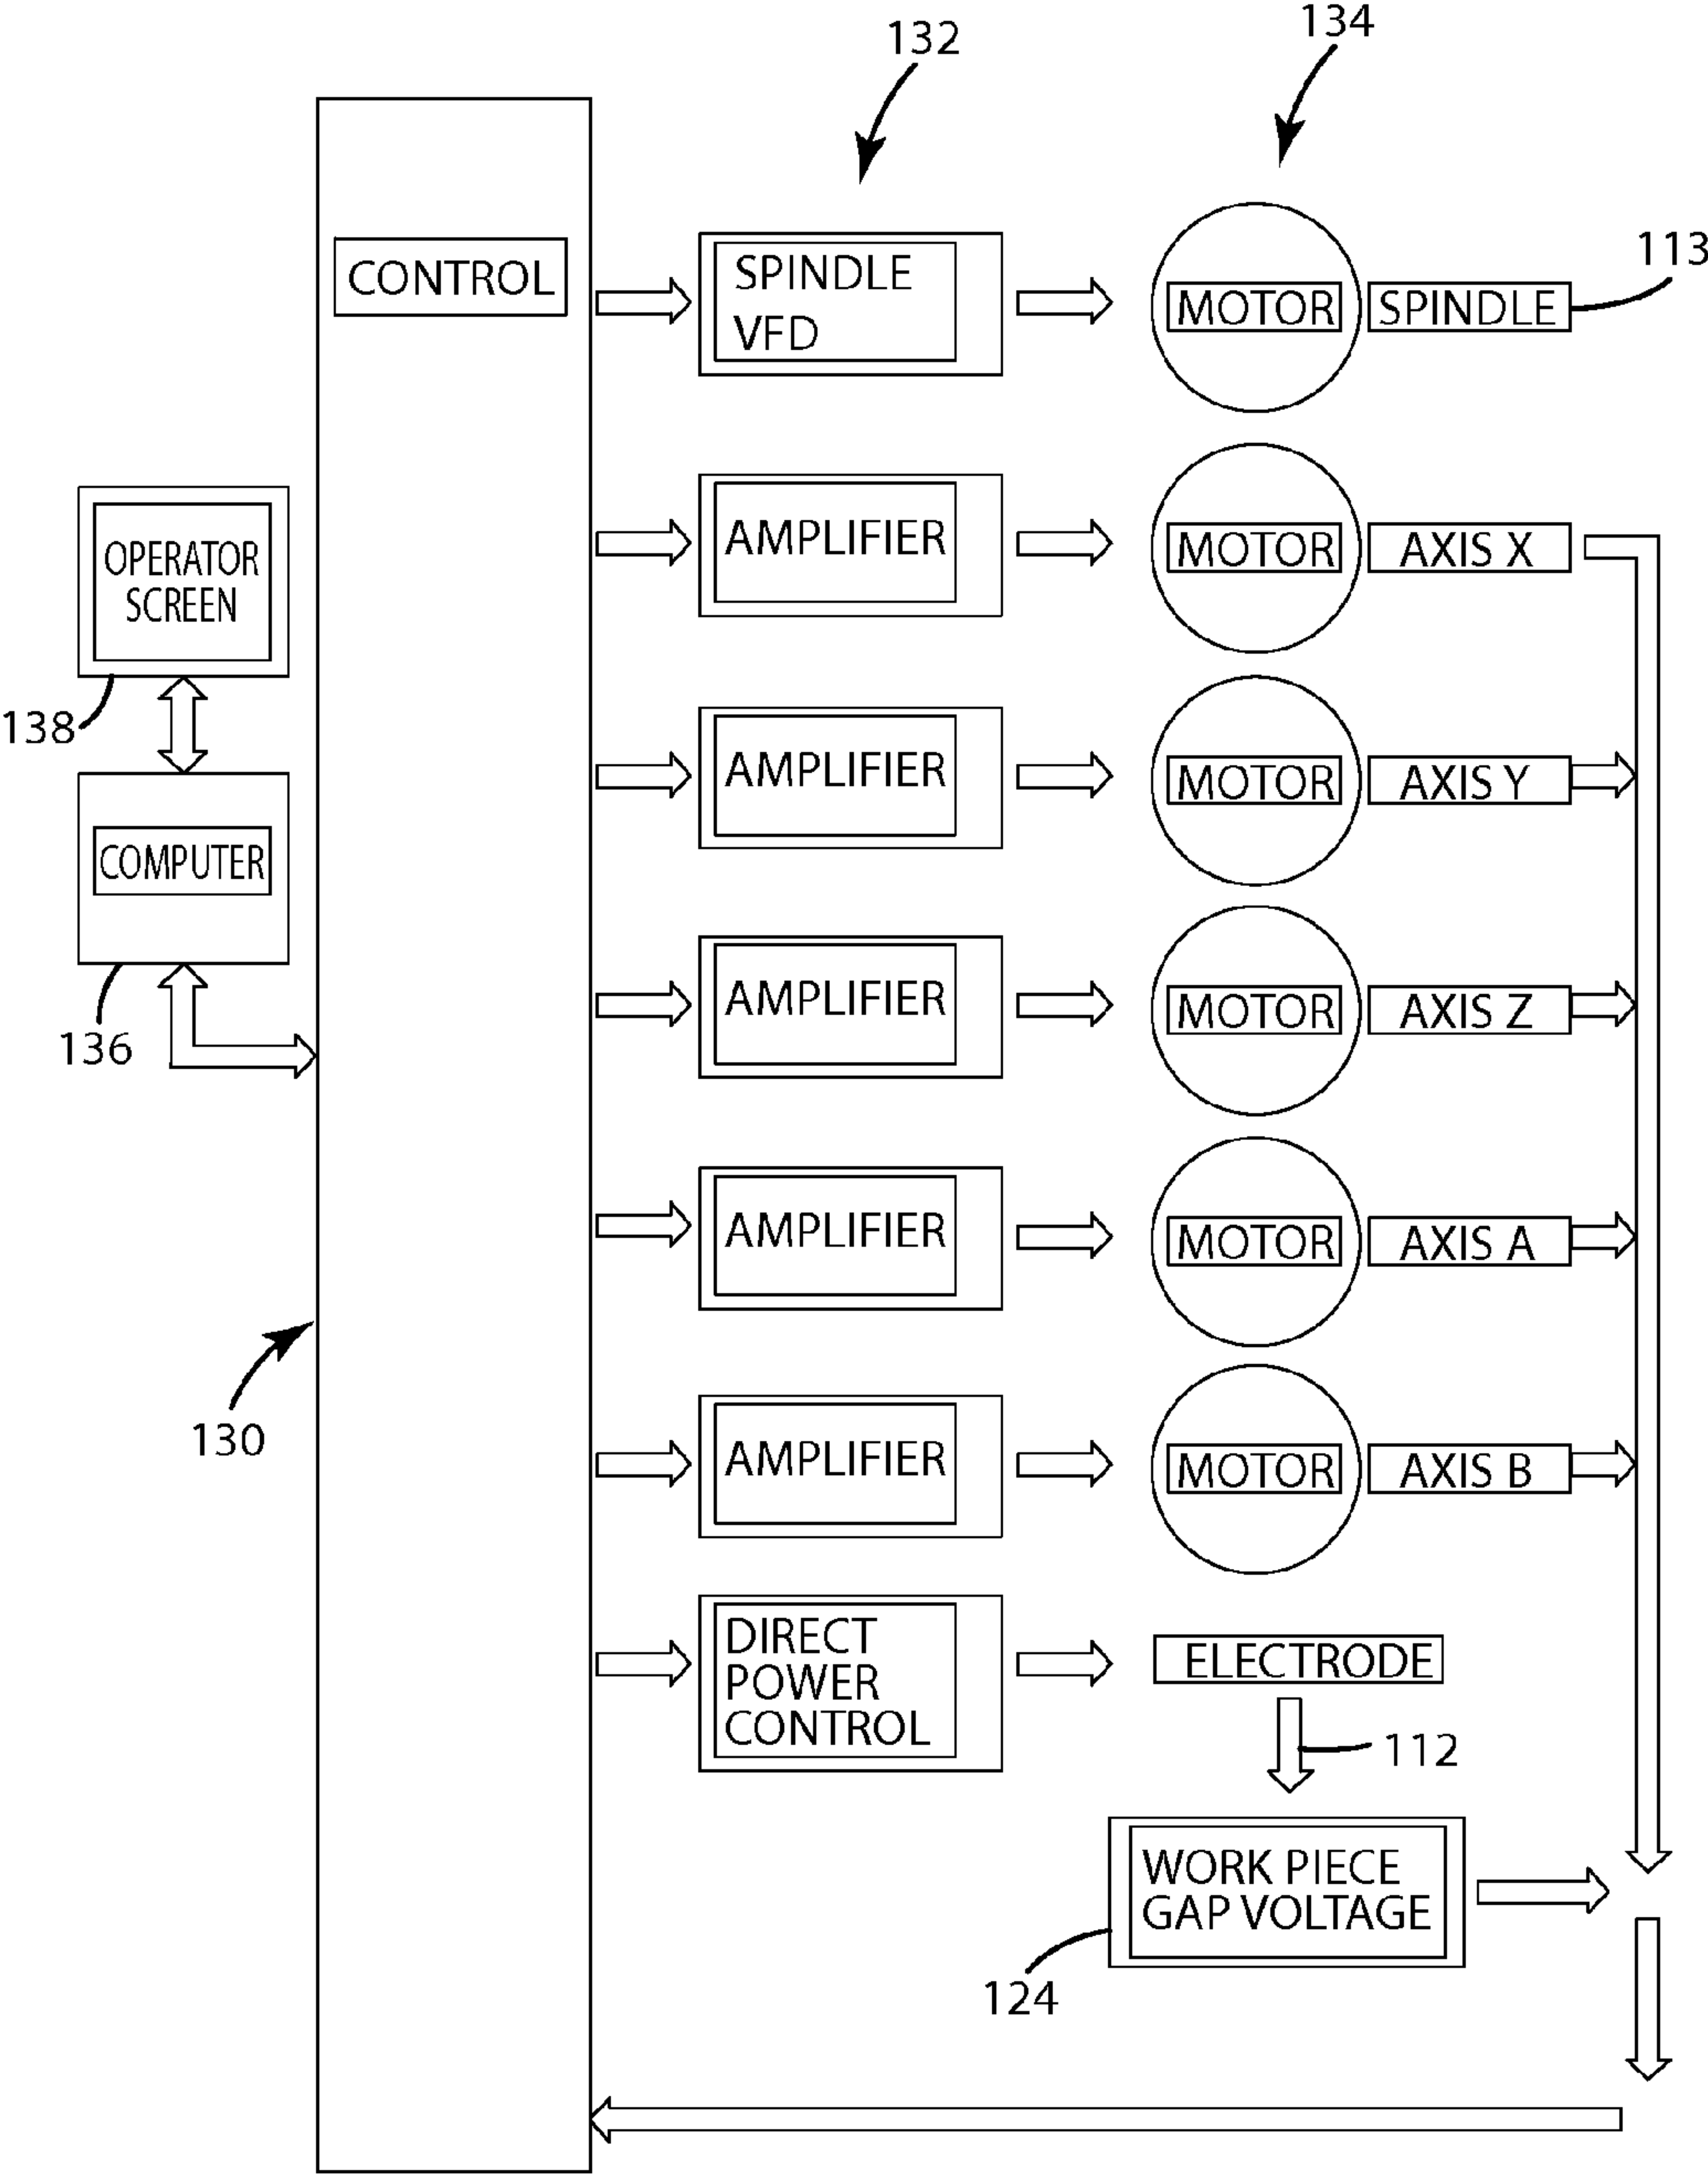 132
134
CONTROL
SPINDLE
VFD
MOTOR
SPINDLE
113
OPERATOR
SCREEN
138
COMPUTER
136
130
AMPLIFIER
MOTOR
AXIS X
AMPLIFIER
MOTOR
AXIS Y
AMPLIFIER
MOTOR
AXIS Z
AMPLIFIER
MOTOR
AXIS A
AMPLIFIER
MOTOR
AXIS B
DIRECT
POWER
CONTROL
ELECTRODE
112
WORK PIECE
GAP VOLTAGE
124